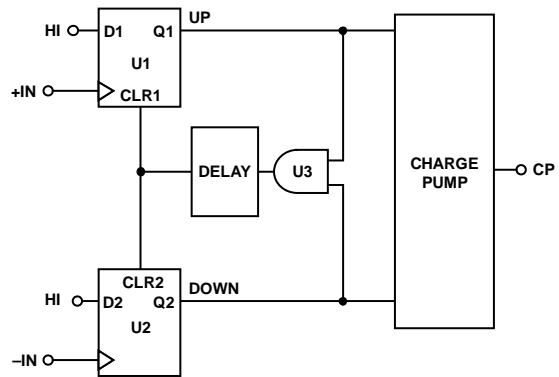 UP
HI
D1
Q1
U1
+IN
CLR1
DELAY
U3
CHARGE
PUMP
CP
CLR2
DOWN
HI
D2
Q2
U2
–IN